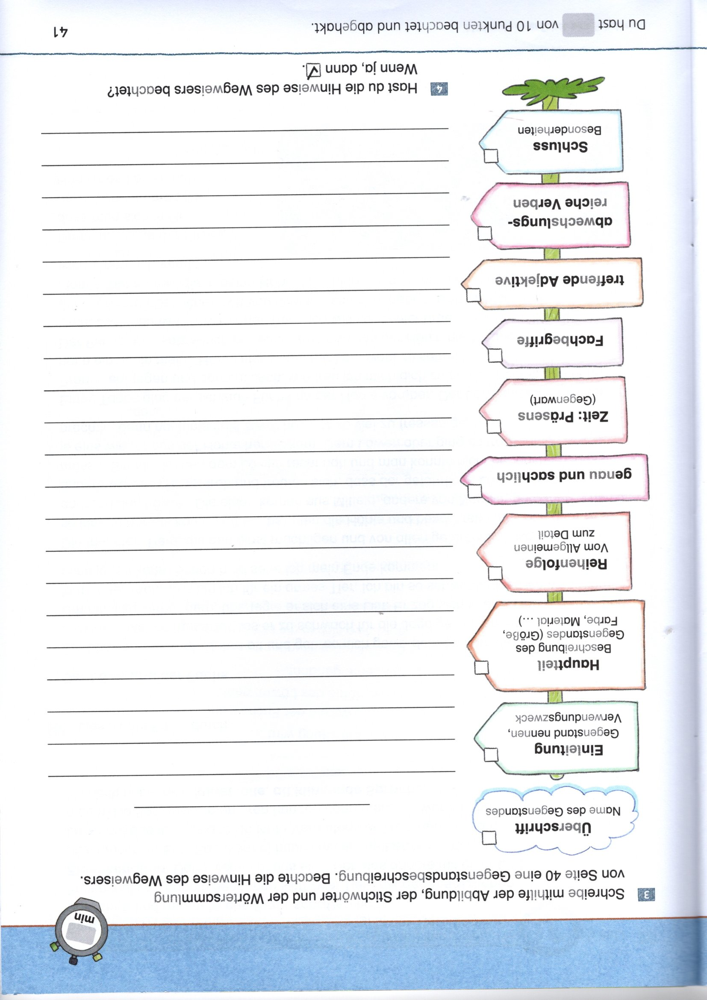 min
3 Schreibe mithilfe der Abbildung, der Stichwörter und der Wörtersammlung
von Seite 40 eine Gegenstandsbeschreibung. Beachte die Hinweise des Wegweisers.
Überschrift
Name des Gegenstandes
Einleitung
Gegenstand nennen,
Verwendungszweck
Hauptteil
Beschreibung des
Gegenstandes (Größe,
Farbe, Material ...)
Reihenfolge
Vom Allgemeinen
zum Detail
genau und sachlich
Zeit: Präsens
(Gegenwart)
Fachbegriffe
treffende Adjektive
abwechslungs-
reiche Verben
Schluss
Besonderheiten
4 Hast du die Hinweise des Wegweisers beachtet?
Wenn ja, dann ☑.
Du hast von 10 Punkten beachtet und abgehakt.
41